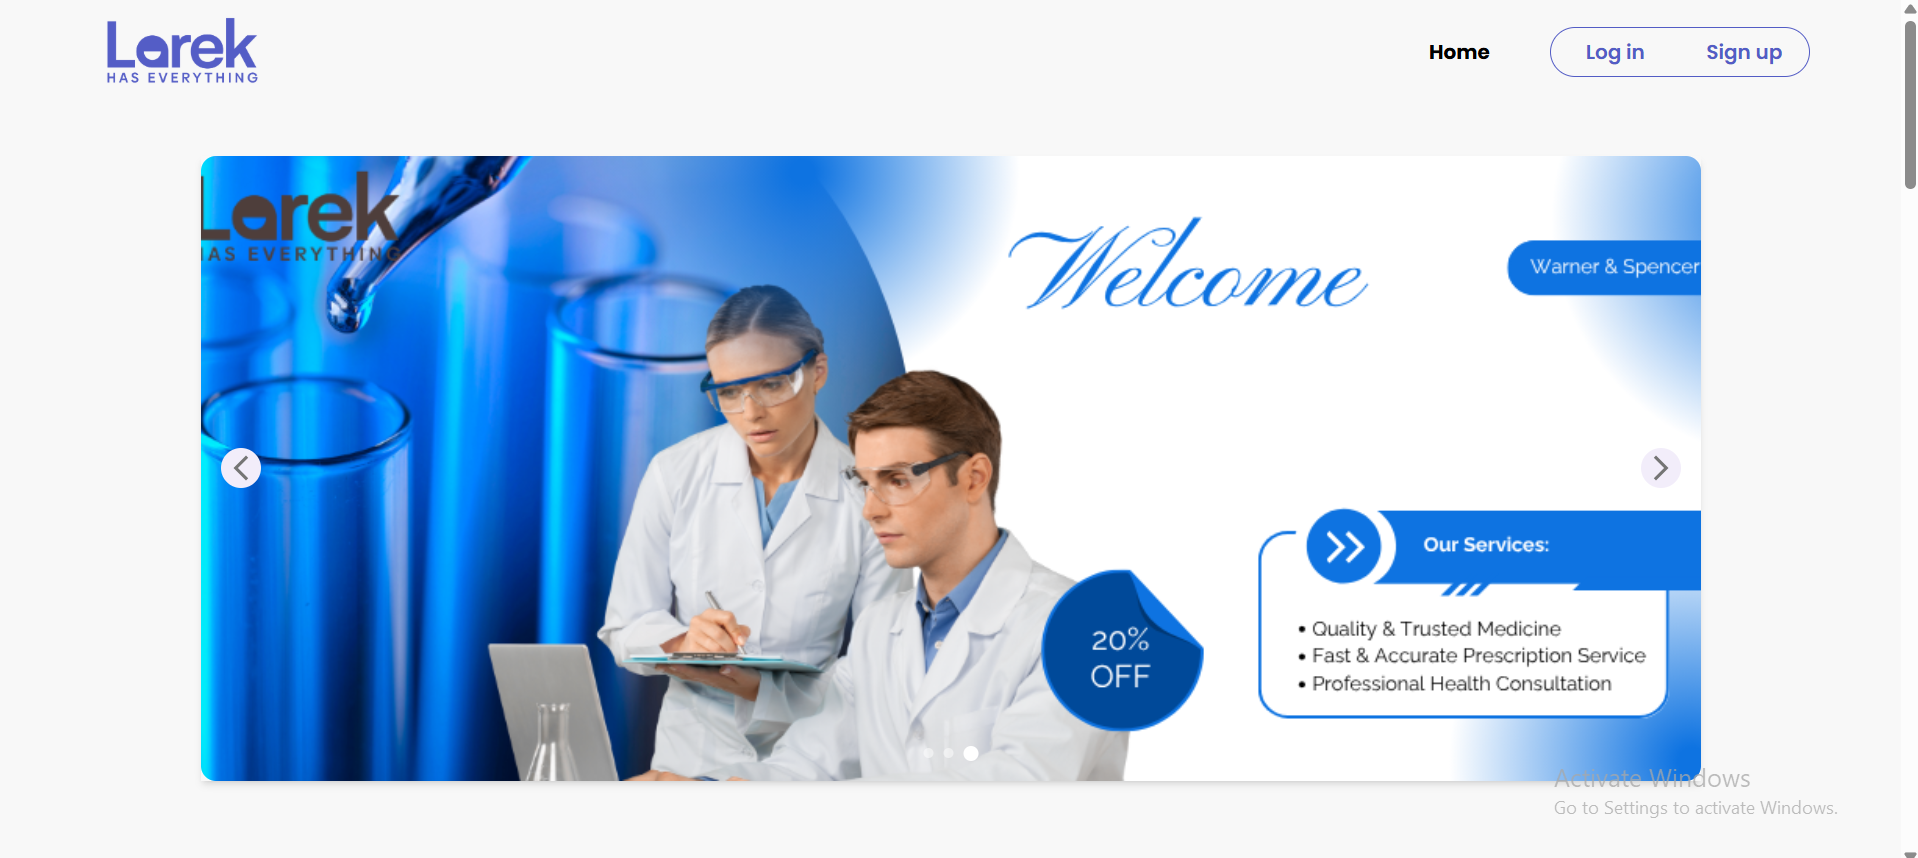 Larek
HAS EVERYTHING
Home
Log in
Sign up
Larek
HAS EVERYTHING
Welcome
Warner & Spencer
20%
OFF
Our Services:
• Quality & Trusted Medicine
• Fast & Accurate Prescription Service
• Professional Health Consultation
Activate Windows
Go to Settings to activate Windows.